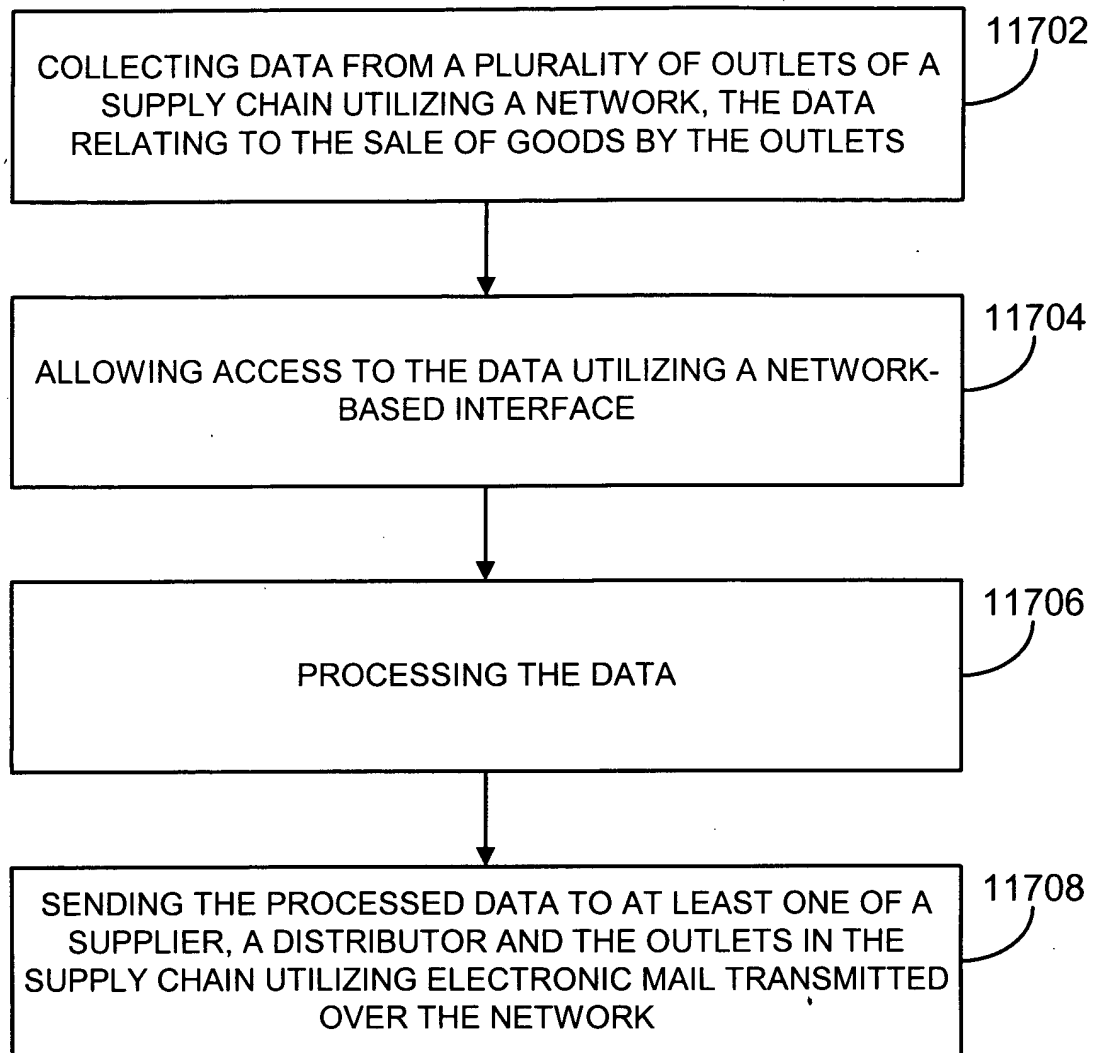 11702
COLLECTING DATA FROM A PLURALITY OF OUTLETS OF A
SUPPLY CHAIN UTILIZING A NETWORK, THE DATA
RELATING TO THE SALE OF GOODS BY THE OUTLETS
11704
ALLOWING ACCESS TO THE DATA UTILIZING A NETWORK-
BASED INTERFACE
11706
PROCESSING THE DATA
11708
SENDING THE PROCESSED DATA TO AT LEAST ONE OF A
SUPPLIER, A DISTRIBUTOR AND THE OUTLETS IN THE
SUPPLY CHAIN UTILIZING ELECTRONIC MAIL TRANSMITTED
OVER THE NETWORK